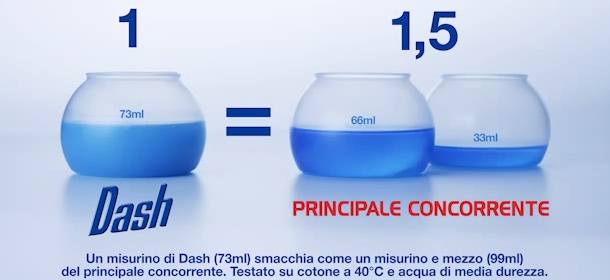 1
1,5
73ml
=
66ml
33ml
Dash
PRINCIPALE CONCORRENTE
Un misurino di Dash (73ml) smacchia come un misurino e mezzo (99ml)
del principale concorrente. Testato su cotone a 40°C e acqua di media durezza.